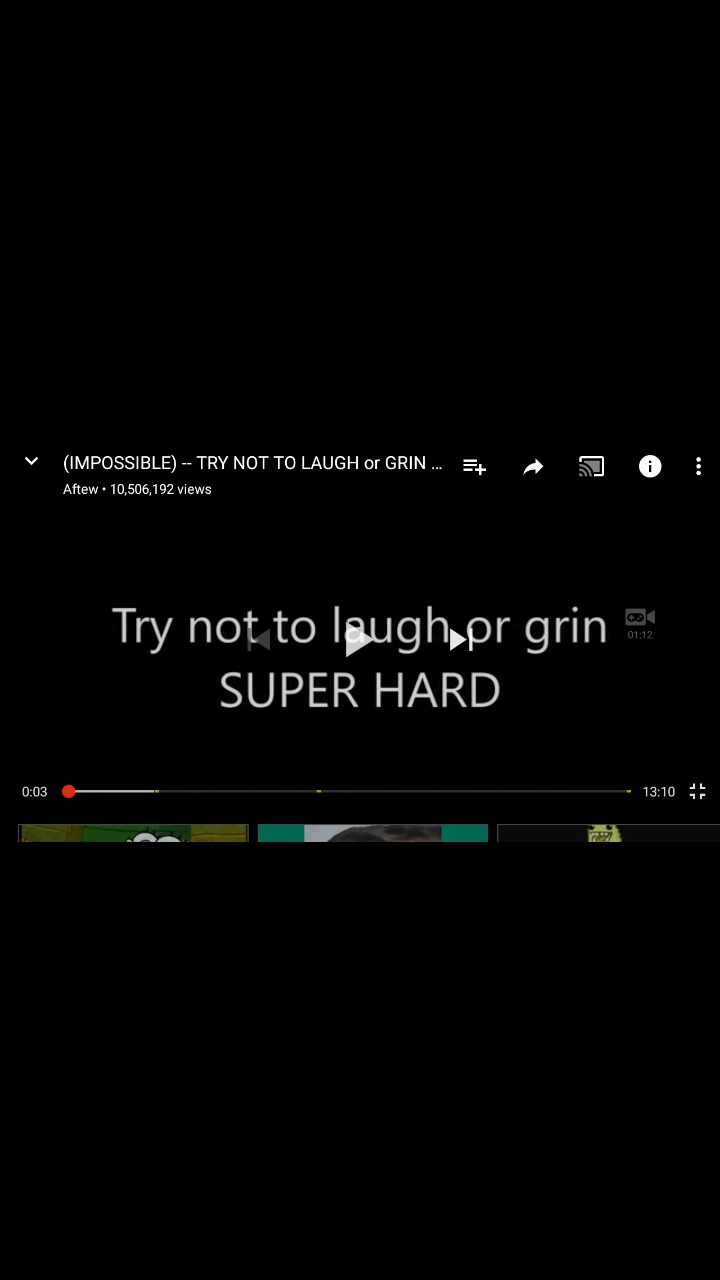 (IMPOSSIBLE) -- TRY NOT TO LAUGH or GRIN ...
Aftew • 10,506,192 views
Try not to laugh or grin
01:12
SUPER HARD
0:03
13:10